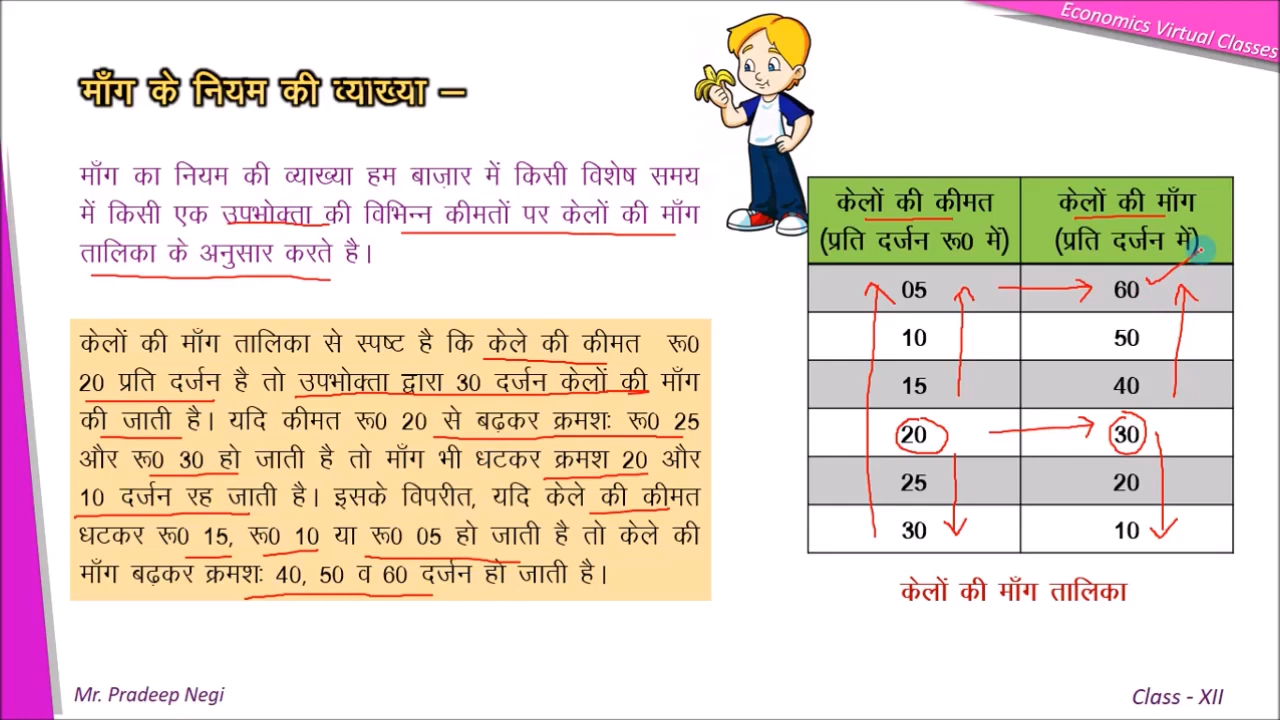 Economics Virtual Classes
माँग के नियम की व्याख्या –
माँग का नियम की व्याख्या हम बाज़ार में किसी विशेष समय
में किसी एक उपभोक्ता की विभिन्न कीमतों पर केलों की माँग
तालिका के अनुसार करते है।
केलों की माँग तालिका से स्पष्ट है कि केले की कीमत रू0
20 प्रति दर्जन है तो उपभोक्ता द्वारा 30 दर्जन केलों की माँग
की जाती है। यदि कीमत रू0 20 से बढ़कर क्रमशः रू0 25
और रू0 30 हो जाती है तो माँग भी धटकर क्रमश 20 और
10 दर्जन रह जाती है। इसके विपरीत, यदि केले की कीमत
धटकर रू0 15, रू0 10 या रू0 05 हो जाती है तो केले की
माँग बढ़कर क्रमशः 40, 50 व 60 दर्जन हो जाती है।
केलों की कीमत केलों की माँग
(प्रति दर्जन रू0 में) (प्रति दर्जन में)
05 60
10 50
15 40
20 30
25 20
30 10
केलों की माँग तालिका
Mr. Pradeep Negi
Class - XII